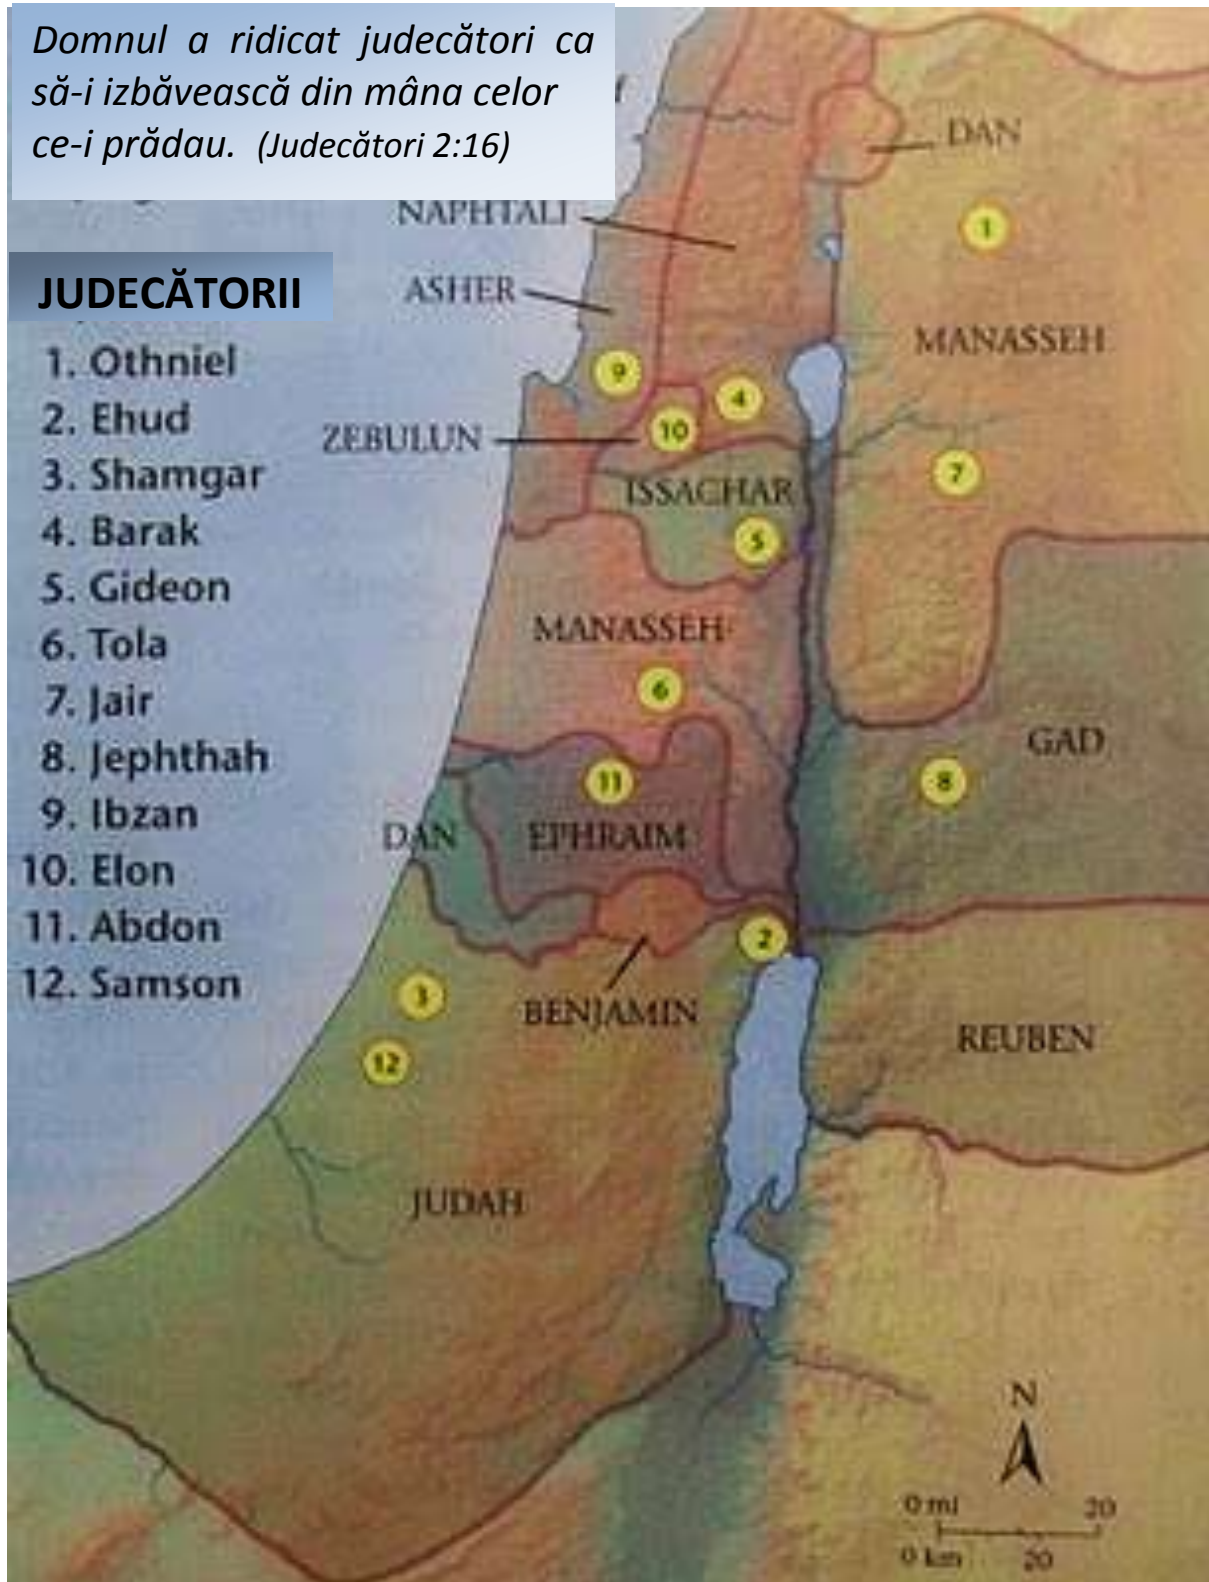 Domnul a ridicat judecători ca
să-i izbăvească din mâna celor
ce-i prădau. (Judecători 2:16)
JUDECĂTORII
1. Othniel
2. Ehud
3. Shamgar
4. Barak
5. Gideon
6. Tola
7. Jair
8. Jephthah
9. Ibzan
10. Elon
11. Abdon
12. Samson
DAN
NAPHTALI
1
ASHER
MANASSEH
9
4
10
ZEBULUN
7
ISSACHAR
5
MANASSEH
6
GAD
11
8
DAN
EPHRAIM
2
3
BENJAMIN
REUBEN
12
JUDAH
N
0 mi 20
0 km 20